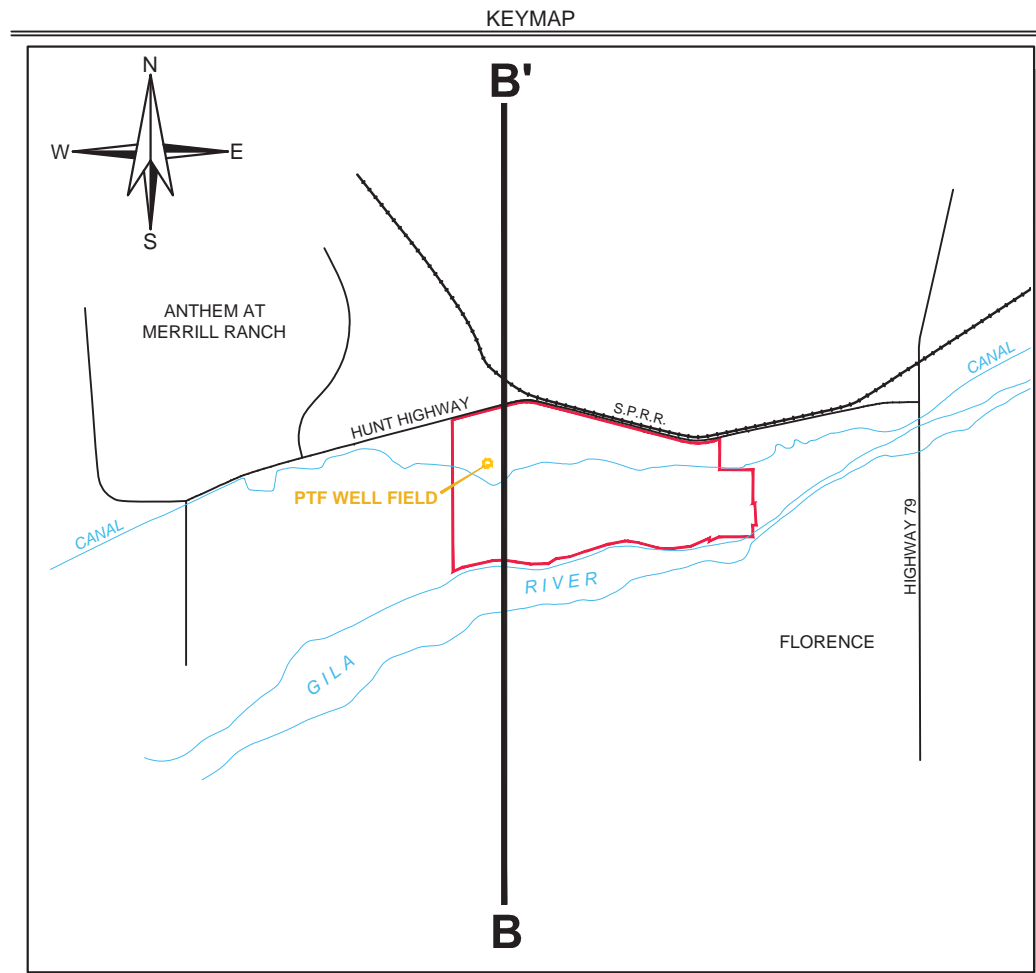 KEYMAP
B'
N
W
E
S
ANTHEM AT
MERRILL RANCH
CANAL
S.P.R.R.
HUNT HIGHWAY
PTF WELL FIELD
CANAL
HIGHWAY 79
RIVER
GILA
FLORENCE
B